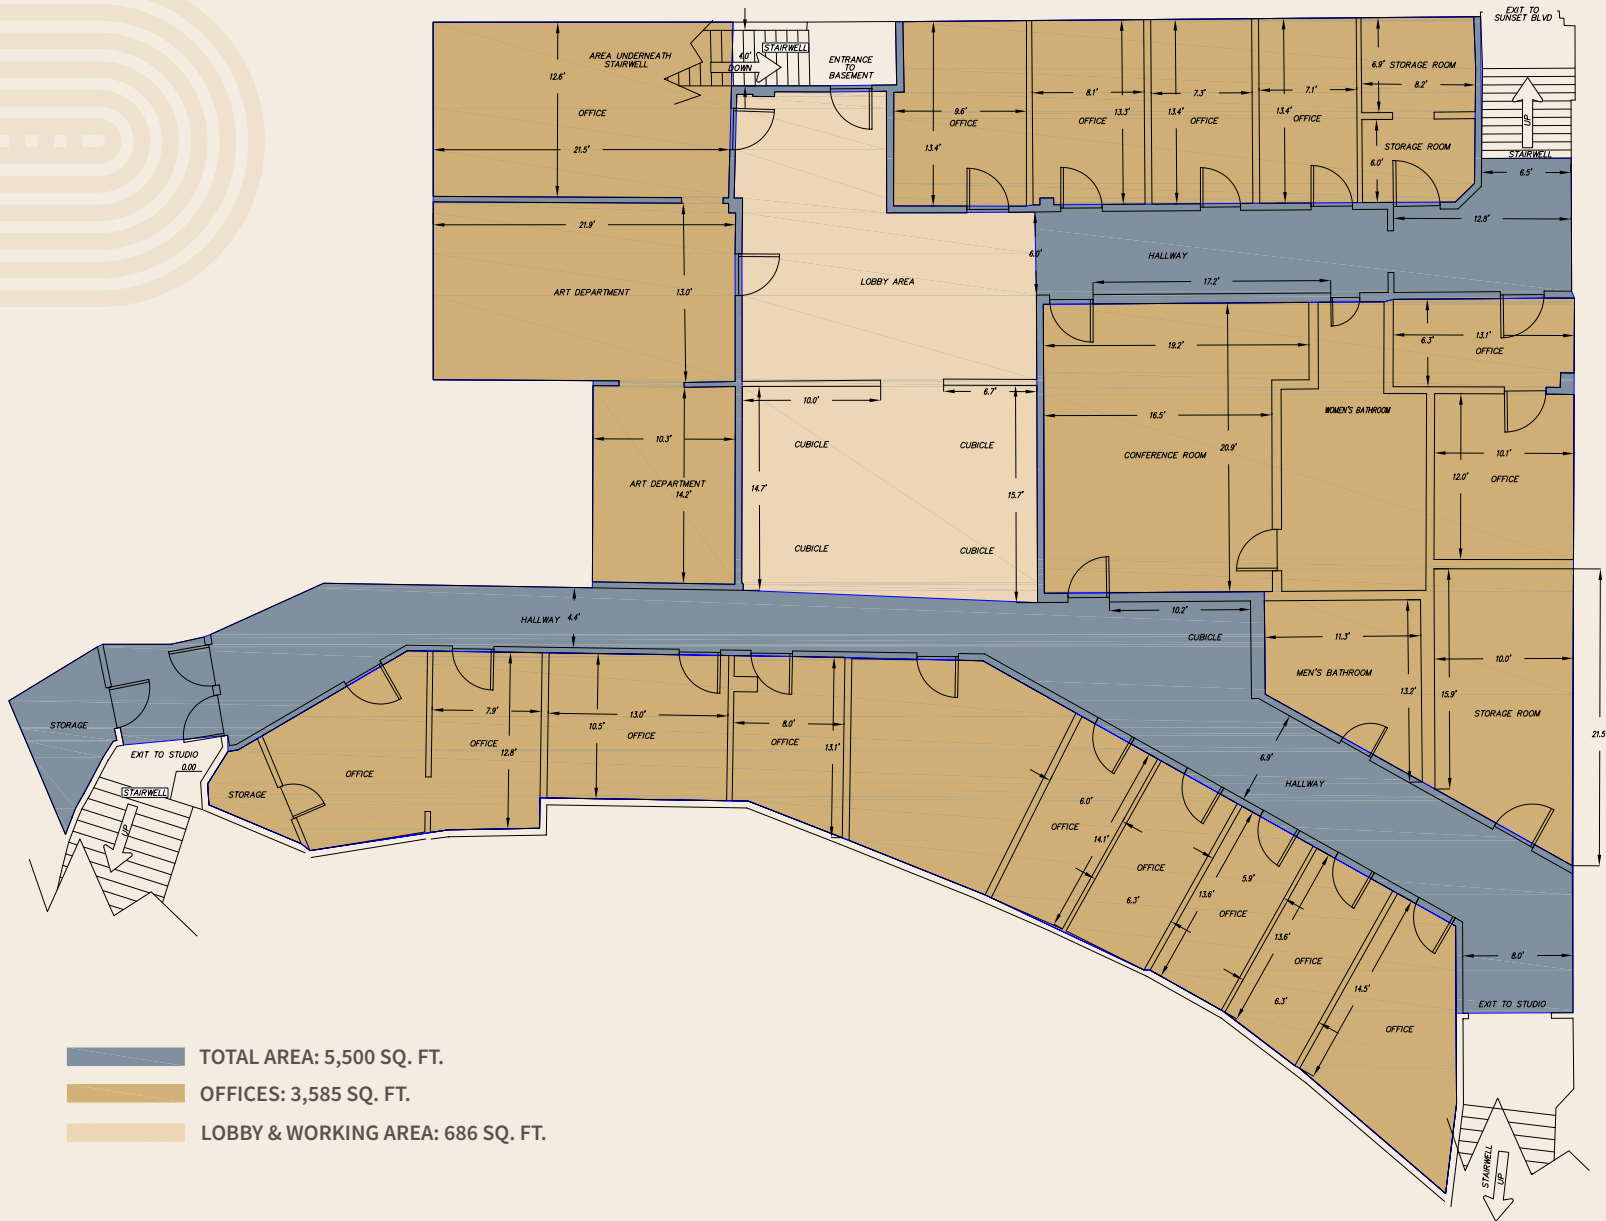 EXIT TO
SUNSET BLVD
AREA UNDERNEATH
STAIRWELL
12.6'
OFFICE
21.5'
4.0'
STAIRWELL
DOWN
ENTRANCE
TO
BASEMENT
9.6'
OFFICE
13.4'
8.1'
OFFICE
13.3'
7.3'
13.4'
OFFICE
7.1'
13.4'
OFFICE
6.9'
STORAGE ROOM
8.2'
STORAGE ROOM
6.0'
UP
STAIRWELL
6.5'
12.8'
21.9'
ART DEPARTMENT
13.0'
LOBBY AREA
6.0'
HALLWAY
17.2'
19.2'
16.5'
CONFERENCE ROOM
20.9'
WOMEN'S BATHROOM
6.3'
13.1'
OFFICE
10.1'
12.0'
OFFICE
10.0'
6.7'
CUBICLE
CUBICLE
14.7'
15.7'
CUBICLE
CUBICLE
10.3'
ART DEPARTMENT
14.2'
HALLWAY
4.4'
10.2'
CUBICLE
11.3'
MEN'S BATHROOM
13.2'
10.0'
15.9'
STORAGE ROOM
21.5
STORAGE
EXIT TO STUDIO
0.00
STAIRWELL
UP
STORAGE
OFFICE
7.9'
OFFICE
12.8'
13.0'
10.5'
OFFICE
8.0'
OFFICE
13.1'
6.9'
HALLWAY
6.0'
OFFICE
14.1'
OFFICE
6.3'
13.6'
5.9'
OFFICE
13.6'
OFFICE
6.3'
14.5'
OFFICE
8.0'
EXIT TO STUDIO
STAIRWELL
UP
TOTAL AREA: 5,500 SQ. FT.
OFFICES: 3,585 SQ. FT.
LOBBY & WORKING AREA: 686 SQ. FT.